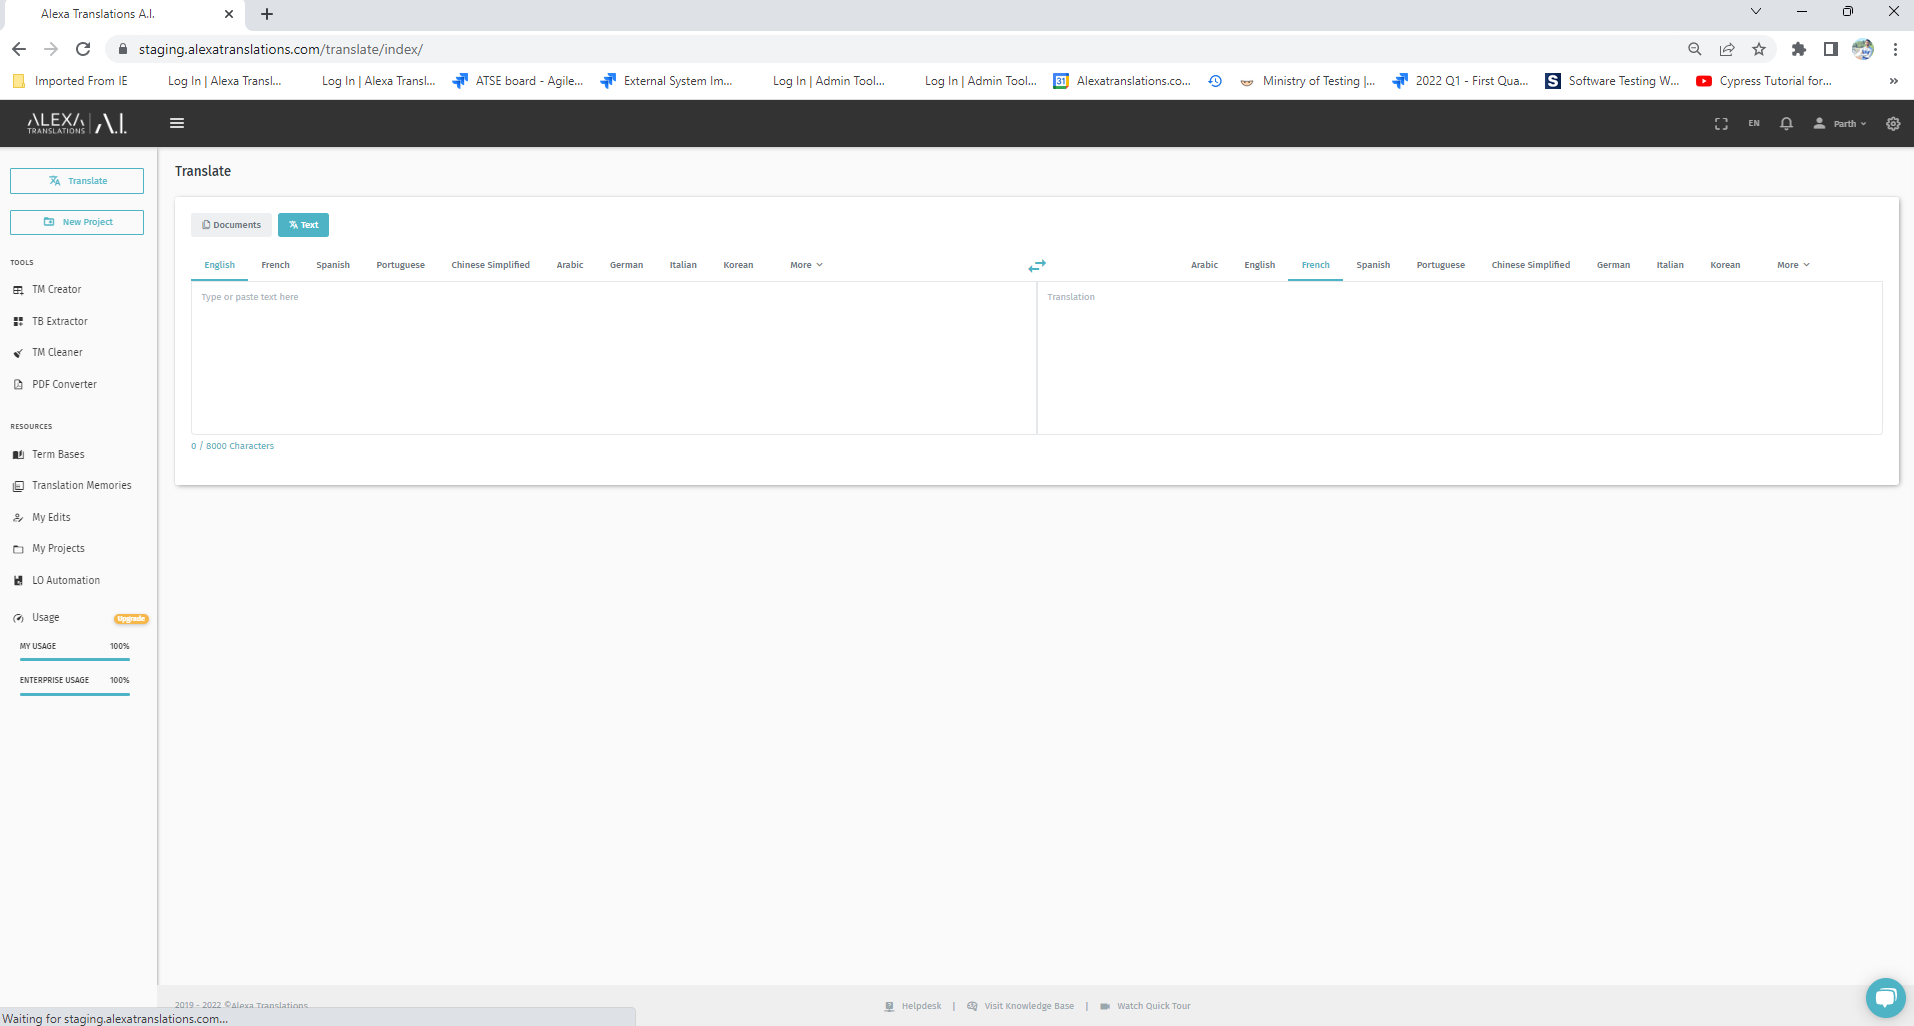 Alexa Translations A.I.
staging.alexatranslations.com/translate/index/
Imported From IE
Log In | Alexa Transl...
Log In | Alexa Transl...
ATSE board - Agile...
External System Im...
Log In | Admin Tool...
Log In | Admin Tool...
31
Alexatranslations.co...
Ministry of Testing |...
2022 Q1 - First Qua...
S
Software Testing W...
Cypress Tutorial for...
»
ALEXA TRANSLATIONS | A.I.
EN
Parth
Translate
New Project
TOOLS
TM Creator
TB Extractor
TM Cleaner
PDF Converter
RESOURCES
Term Bases
Translation Memories
My Edits
My Projects
LO Automation
Usage Upgrade
MY USAGE 100%
ENTERPRISE USAGE 100%
Translate
Documents Text
English French Spanish Portuguese Chinese Simplified Arabic German Italian Korean More
Arabic English French Spanish Portuguese Chinese Simplified German Italian Korean More
Type or paste text here
Translation
0 / 8000 Characters
2019 - 2022 ©Alexa Translations
Helpdesk | Visit Knowledge Base | Watch Quick Tour
Waiting for staging.alexatranslations.com...